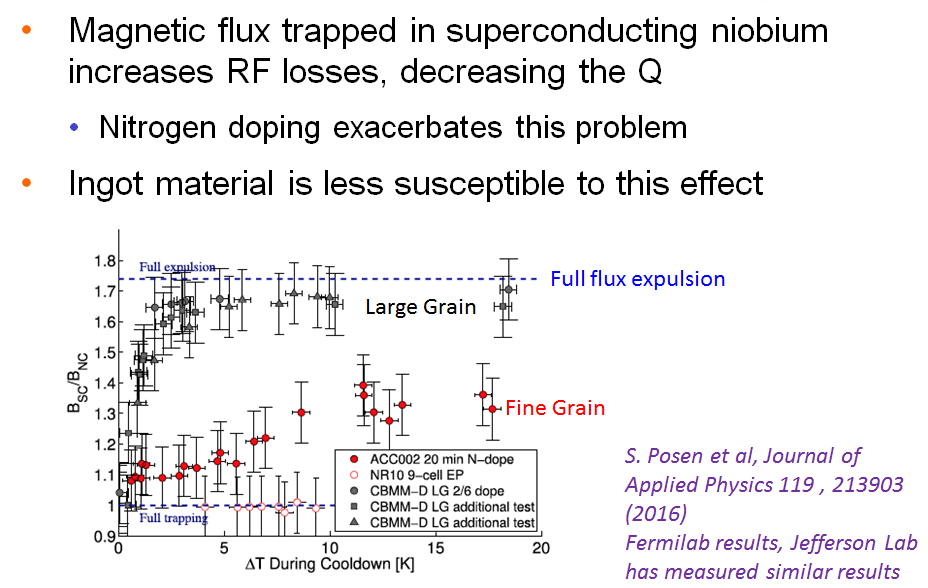 • Magnetic flux trapped in superconducting niobium
increases RF losses, decreasing the Q
• Nitrogen doping exacerbates this problem
• Ingot material is less susceptible to this effect
1.8
Full expulsion
Full flux expulsion
1.7
Large Grain
1.6
1.5
1.4
B_SC/B_NC
1.3
Fine Grain
1.2
1.1
1
0.9
Full trapping
ACC002 20 min N-dope
NR10 9-cell EP
CBMM-D LG 2/6 dope
CBMM-D LG additional test
CBMM-D LG additional test
0 5 10 15 20
ΔT During Cooldown [K]
S. Posen et al, Journal of
Applied Physics 119 , 213903
(2016)
Fermilab results, Jefferson Lab
has measured similar results